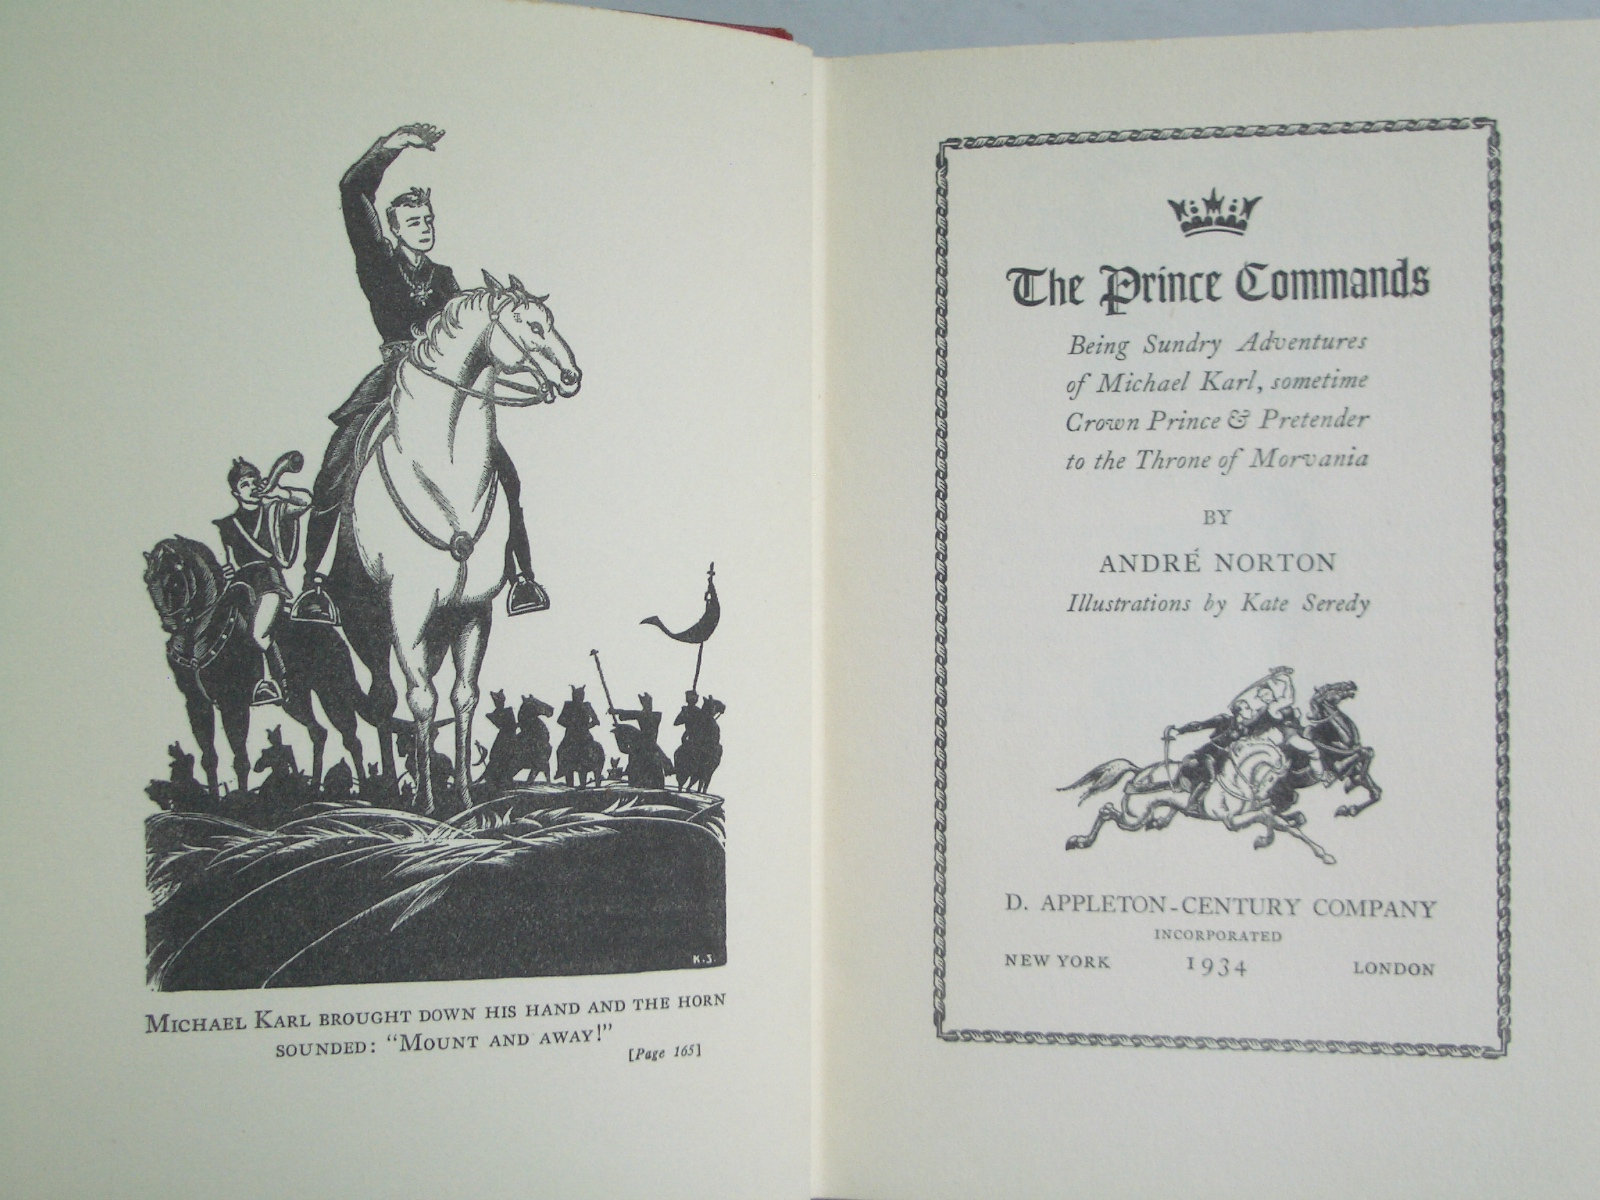 K.S.
MICHAEL KARL BROUGHT DOWN HIS HAND AND THE HORN
SOUNDED: "MOUNT AND AWAY!"
[Page 165]
The Prince Commands
Being Sundry Adventures
of Michael Karl, sometime
Crown Prince & Pretender
to the Throne of Morvania
BY
ANDRÉ NORTON
Illustrations by Kate Seredy
D. APPLETON-CENTURY COMPANY
INCORPORATED
NEW YORK 1934 LONDON